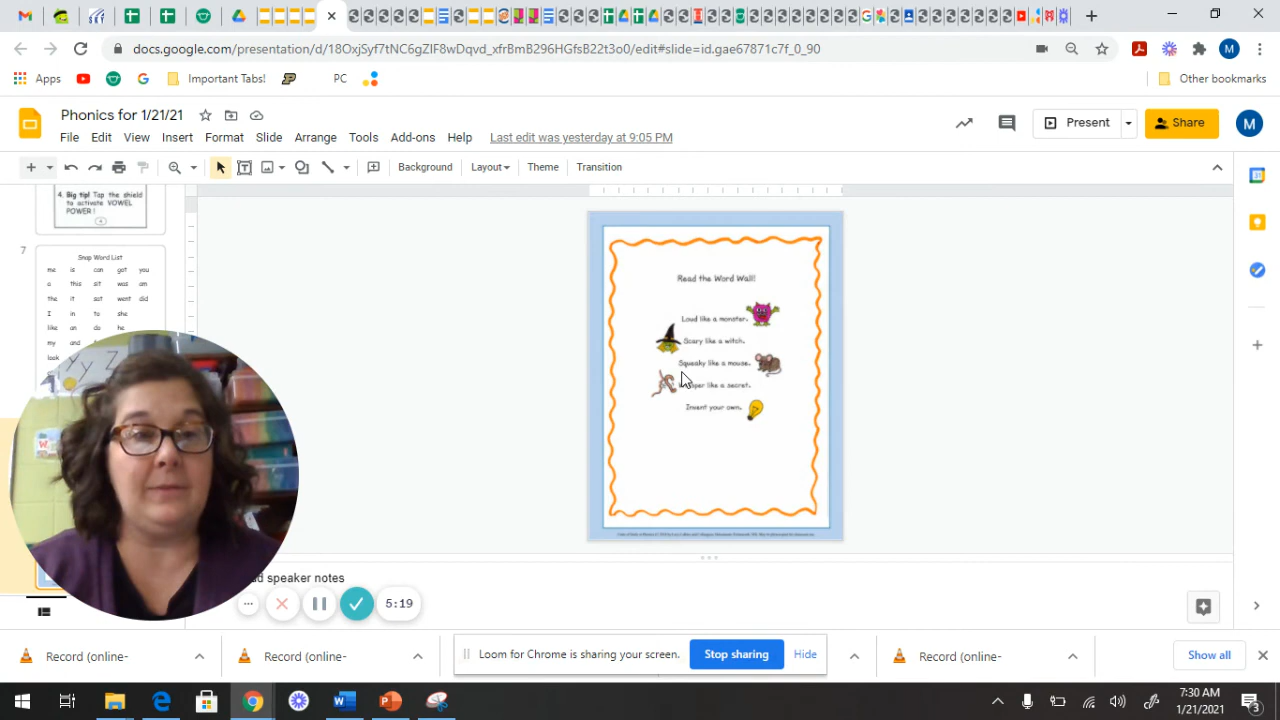 docs.google.com/presentation/d/18OxjSyf7tNC6gZIF8wDqvd_xfrBmB296HGfsB22t3o0/edit#slide=id.gae67871c7f_0_90
Apps
Important Tabs!
PC
Other bookmarks
Phonics for 1/21/21
File Edit View Insert Format Slide Arrange Tools Add-ons Help Last edit was yesterday at 9:05 PM
Present
Share
M
Background Layout Theme Transition
4. Big tip! Tap the shield
to activate VOWEL
POWER !
7
Snap Word List
me is can got you
a this sit was am
the it sat went did
I in to she
like an do he
my and
look
Read the Word Wall!
Loud like a monster.
Scary like a witch.
Squeaky like a mouse.
like a secret.
Invent your own.
speaker notes
5:19
Loom for Chrome is sharing your screen. Stop sharing Hide
Record (online-
Record (online-
Record (online-
Show all
7:30 AM
1/21/2021